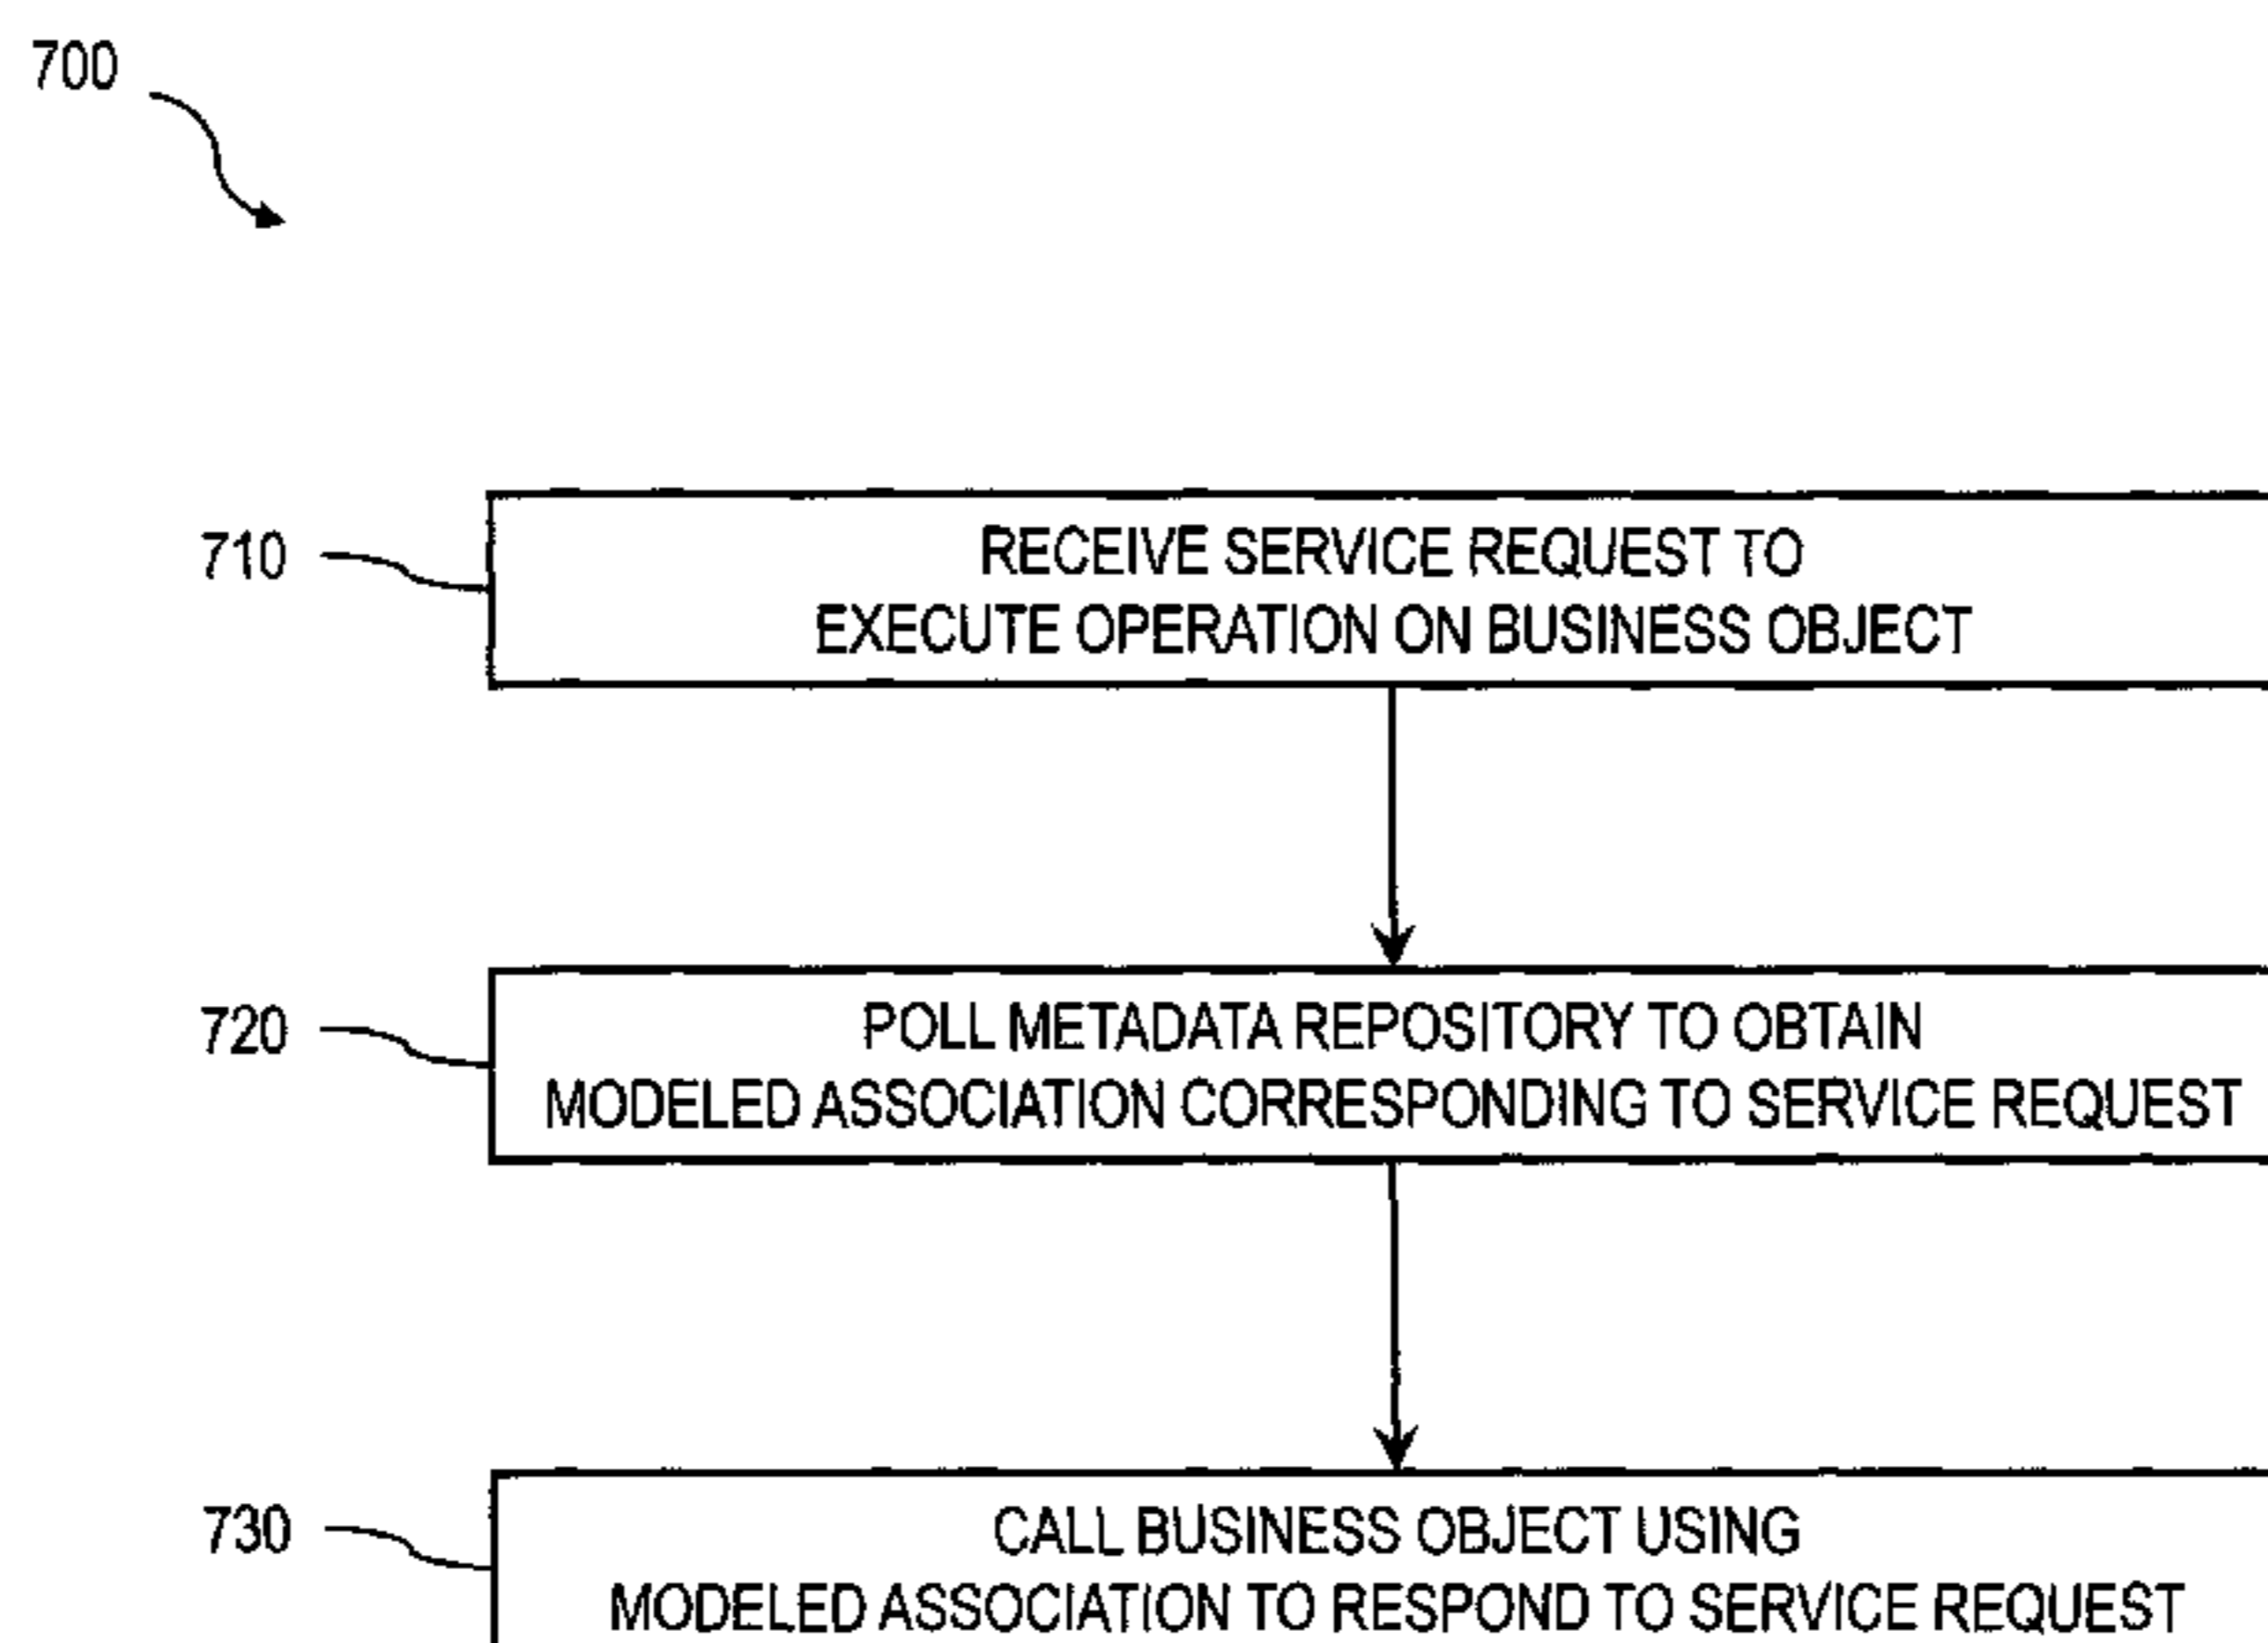 700
710
RECEIVE SERVICE REQUEST TO
EXECUTE OPERATION ON BUSINESS OBJECT
720
POLL METADATA REPOSITORY TO OBTAIN
MODELED ASSOCIATION CORRESPONDING TO SERVICE REQUEST
730
CALL BUSINESS OBJECT USING
MODELED ASSOCIATION TO RESPOND TO SERVICE REQUEST